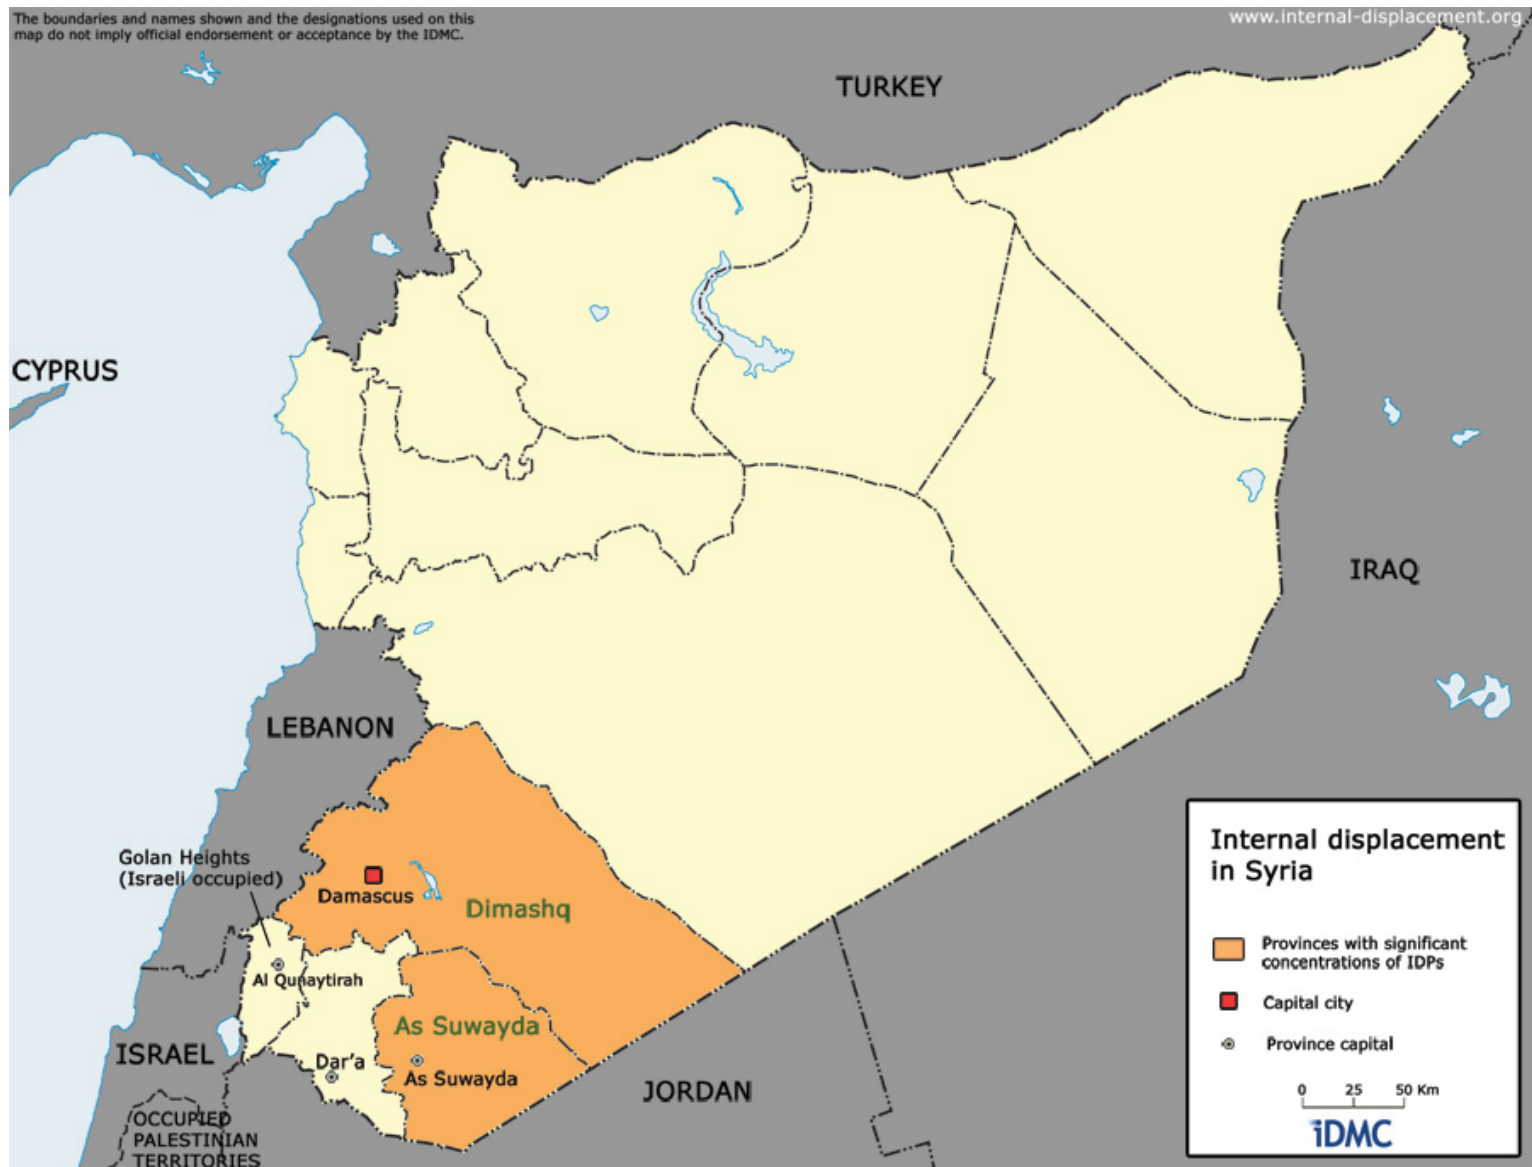 The boundaries and names shown and the designations used on this
map do not imply official endorsement or acceptance by the IDMC.
www.internal-displacement.org
TURKEY
CYPRUS
IRAQ
LEBANON
Golan Heights
(Israeli occupied)
Damascus
Dimashq
Al Qunaytirah
As Suwayda
ISRAEL
Dar'a
As Suwayda
JORDAN
OCCUPIED
PALESTINIAN
TERRITORIES
Internal displacement
in Syria
Provinces with significant
concentrations of IDPs
Capital city
Province capital
0 25 50 Km
iDMC